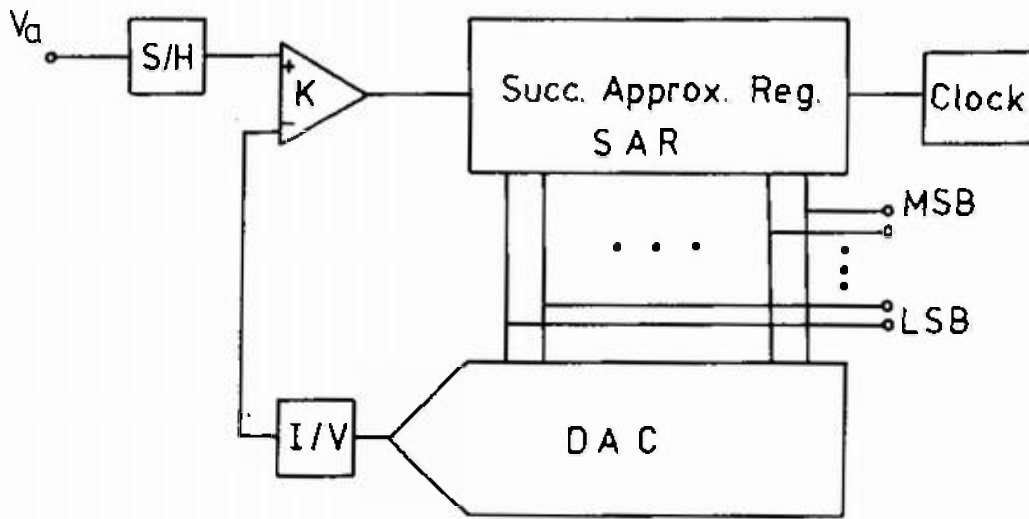 Va
S/H
+
K
−
Succ. Approx. Reg.
SAR
Clock
MSB
LSB
I/V
DAC